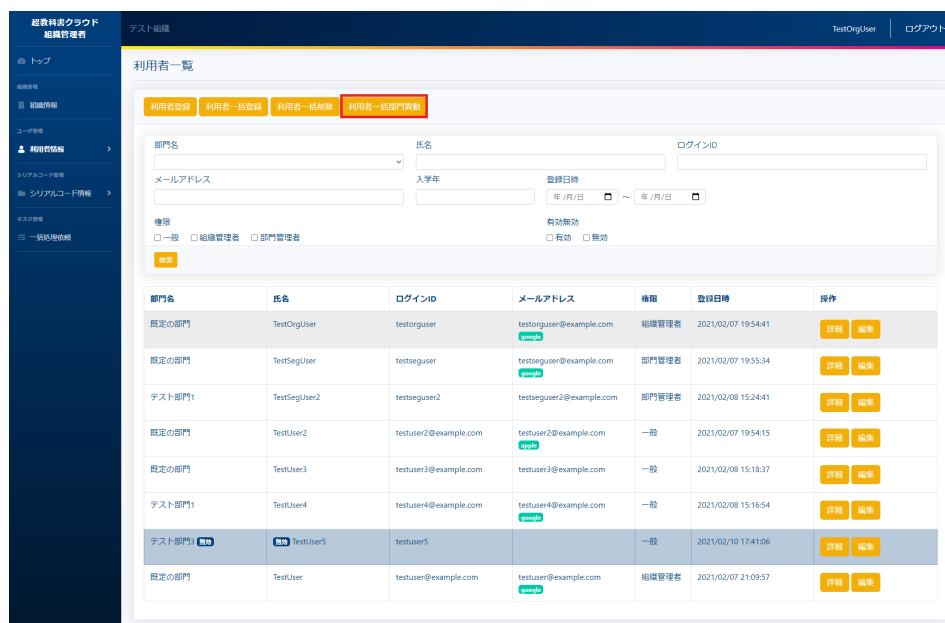 超教科書クラウド
組織管理者
テスト組織
TestOrgUser
ログアウト
トップ
組織管理
組織情報
ユーザ管理
利用者情報
シリアルコード管理
シリアルコード情報
タスク管理
一括処理依頼
利用者一覧
利用者登録 利用者一括登録 利用者一括削除 利用者一括部門異動
部門名 氏名 ログインID
メールアドレス 入学年 登録日時
年 /月/日 ～ 年 /月/日
権限 有効無効
一般 組織管理者 部門管理者 有効 無効
検索
部門名 氏名 ログインID メールアドレス 権限 登録日時 操作
既定の部門 TestOrgUser testorguser testorguser@example.com 組織管理者 2021/02/07 19:54:41 詳細 編集
google
既定の部門 TestSegUser testseguser testseguser@example.com 部門管理者 2021/02/07 19:55:34 詳細 編集
google
テスト部門1 TestSegUser2 testseguser2 testseguser2@example.com 部門管理者 2021/02/08 15:24:41 詳細 編集
既定の部門 TestUser2 testuser2@example.com testuser2@example.com 一般 2021/02/07 19:54:15 詳細 編集
apple
既定の部門 TestUser3 testuser3@example.com testuser3@example.com 一般 2021/02/08 15:18:37 詳細 編集
テスト部門1 TestUser4 testuser4@example.com testuser4@example.com 一般 2021/02/08 15:16:54 詳細 編集
google
テスト部門3 無効 無効 TestUser5 testuser5 一般 2021/02/10 17:41:06 詳細 編集
既定の部門 TestUser testuser@example.com testuser@example.com 組織管理者 2021/02/07 21:09:57 詳細 編集
google